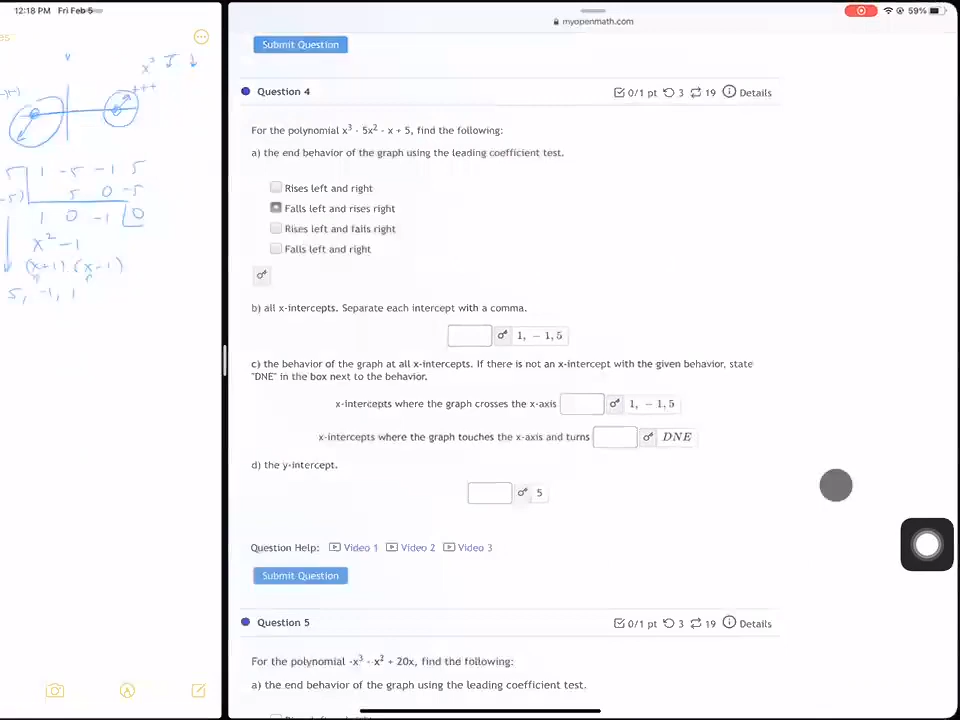 12:18 PM Fri Feb 5
59%
myopenmath.com
Submit Question
x³
+++
Question 4
0/1 pt 3 19 Details
For the polynomial x³ - 5x² - x + 5, find the following:
a) the end behavior of the graph using the leading coefficient test.
Rises left and right
Falls left and rises right
Rises left and falls right
Falls left and right
5 1 -5 -1 5
5 0 -5
1 0 -1 0
x² - 1
(x+1)(x-1)
5, -1, 1
b) all x-intercepts. Separate each intercept with a comma.
1, - 1, 5
c) the behavior of the graph at all x-intercepts. If there is not an x-intercept with the given behavior, state
"DNE" in the box next to the behavior.
x-intercepts where the graph crosses the x-axis 1, - 1, 5
x-intercepts where the graph touches the x-axis and turns DNE
d) the y-intercept.
5
Question Help: Video 1 Video 2 Video 3
Submit Question
Question 5
0/1 pt 3 19 Details
For the polynomial -x³ - x² + 20x, find the following:
a) the end behavior of the graph using the leading coefficient test.